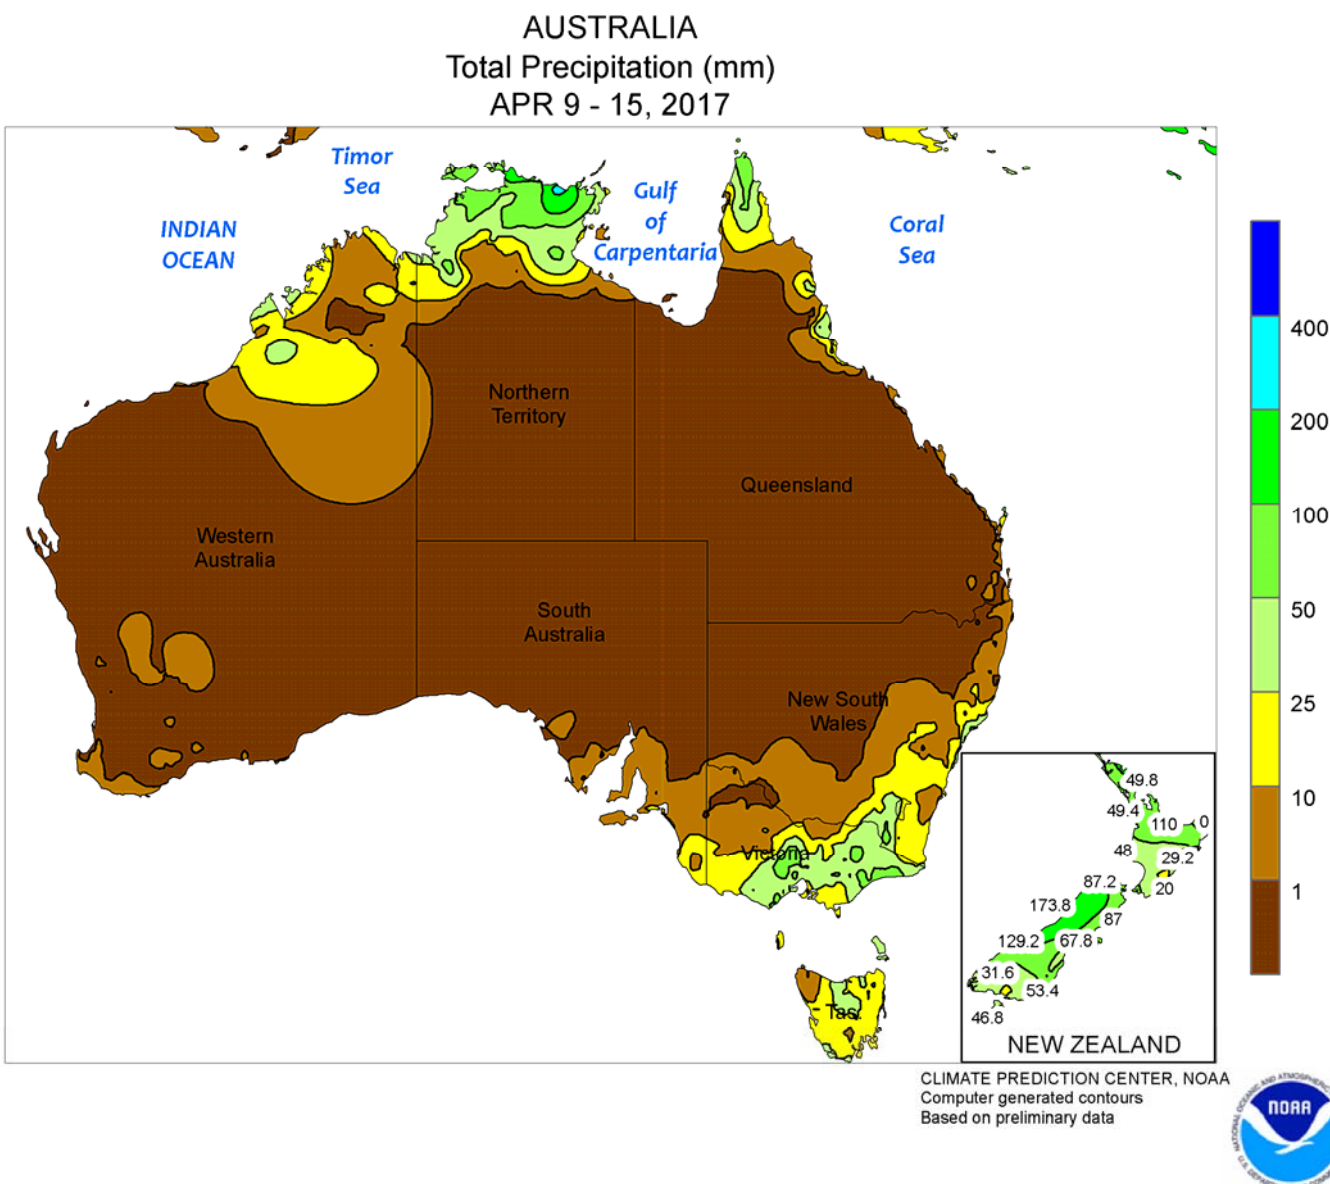 AUSTRALIA
Total Precipitation (mm)
APR 9 - 15, 2017
Timor
Sea
INDIAN
OCEAN
Gulf
of
Carpentaria
Coral
Sea
400
200
100
50
25
10
1
Northern
Territory
Queensland
Western
Australia
South
Australia
New South
Wales
Victoria
Tas.
49.8
49.4
110
0
48
29.2
20
87.2
173.8
87
129.2
67.8
31.6
53.4
46.8
NEW ZEALAND
CLIMATE PREDICTION CENTER, NOAA
Computer generated contours
Based on preliminary data
NOAA